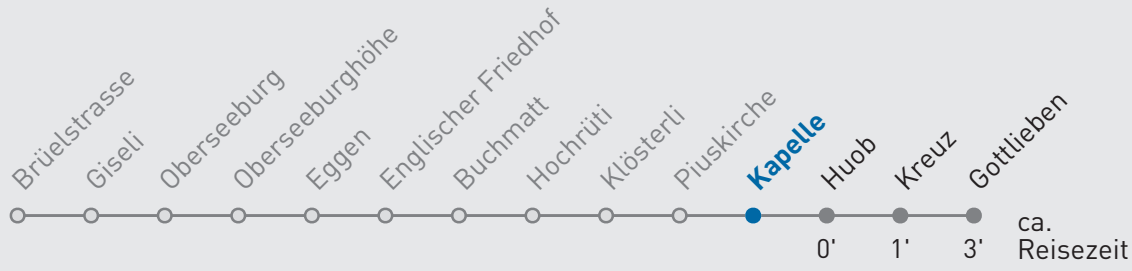 Brüelstrasse
Giseli
Oberseeburg
Oberseeburghöhe
Eggen
Englischer Friedhof
Buchmatt
Hochrüti
Klösterli
Piuskirche
Kapelle
Huob
Kreuz
Gottlieben
0' 1' 3' ca.
Reisezeit